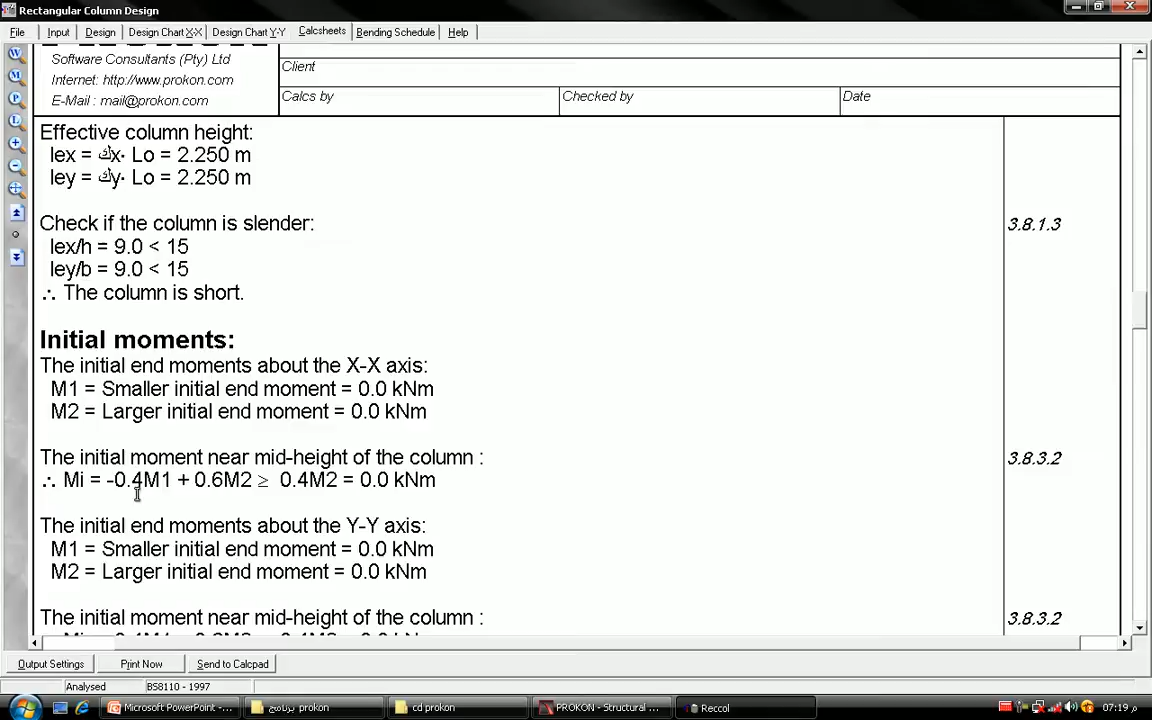 Rectangular Column Design
File Input Design Design Chart X-X Design Chart Y-Y Calcsheets Bending Schedule Help
Software Consultants (Pty) Ltd
Internet: http://www.prokon.com
E-Mail : mail@prokon.com
Client
Calcs by Checked by Date
Effective column height:
lex = كx· Lo = 2.250 m
ley = كy· Lo = 2.250 m
Check if the column is slender: 3.8.1.3
lex/h = 9.0 < 15
ley/b = 9.0 < 15
∴ The column is short.
Initial moments:
The initial end moments about the X-X axis:
M1 = Smaller initial end moment = 0.0 kNm
M2 = Larger initial end moment = 0.0 kNm
The initial moment near mid-height of the column : 3.8.3.2
∴ Mi = -0.4M1 + 0.6M2 ≥ 0.4M2 = 0.0 kNm
The initial end moments about the Y-Y axis:
M1 = Smaller initial end moment = 0.0 kNm
M2 = Larger initial end moment = 0.0 kNm
The initial moment near mid-height of the column : 3.8.3.2
Output Settings Print Now Send to Calcpad
Analysed BS8110 - 1997
Microsoft PowerPoint -... برنامج prokon cd prokon PROKON - Structural ... Reccol 07:19 م